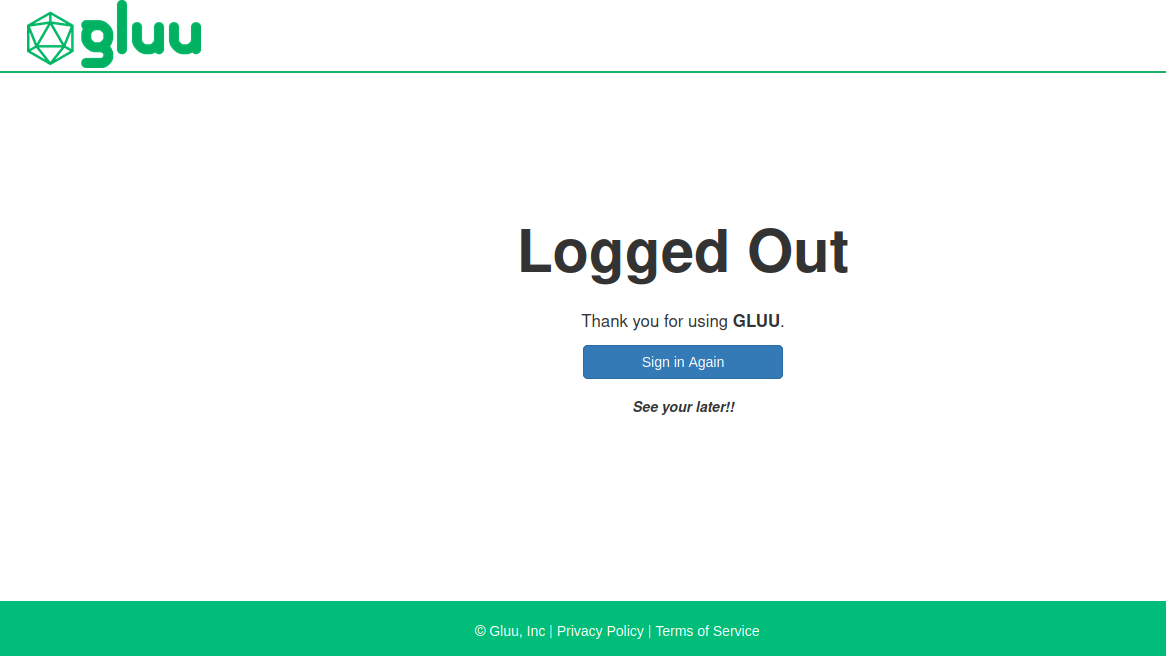 gluu
Logged Out
Thank you for using GLUU.
Sign in Again
See your later!!
© Gluu, Inc | Privacy Policy | Terms of Service